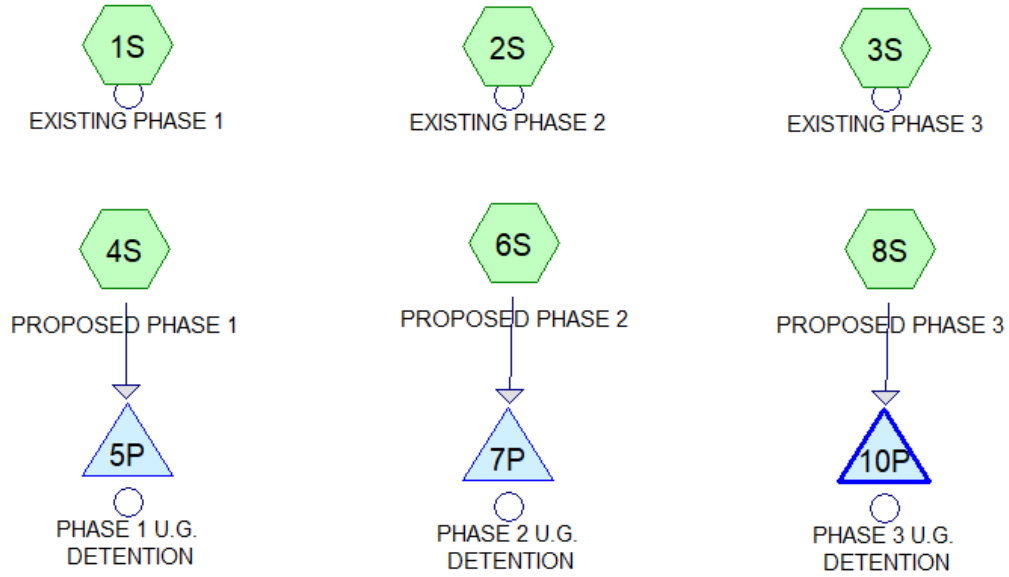 1S
EXISTING PHASE 1
2S
EXISTING PHASE 2
3S
EXISTING PHASE 3
4S
PROPOSED PHASE 1
6S
PROPOSED PHASE 2
8S
PROPOSED PHASE 3
5P
PHASE 1 U.G.
DETENTION
7P
PHASE 2 U.G.
DETENTION
10P
PHASE 3 U.G.
DETENTION